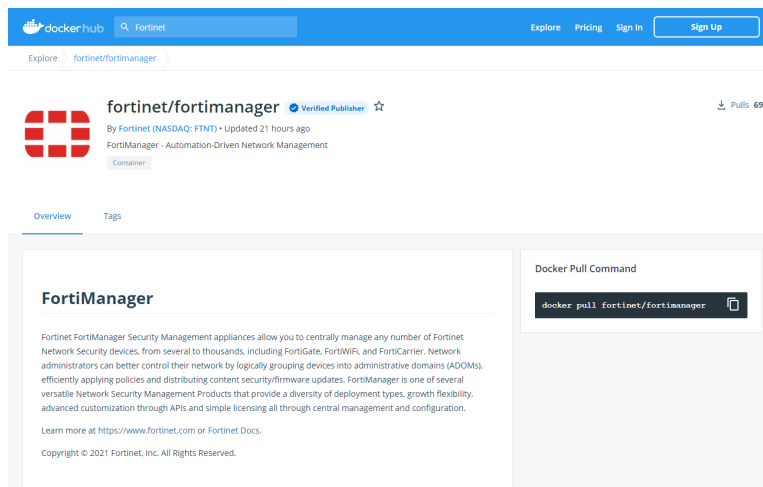 dockerhub
Fortinet
Explore
Pricing
Sign In
Sign Up
Explore
fortinet/fortimanager
fortinet/fortimanager
Verified Publisher
Pulls 69
By Fortinet (NASDAQ: FTNT) • Updated 21 hours ago
FortiManager - Automation-Driven Network Management
Container
Overview
Tags
FortiManager
Fortinet FortiManager Security Management appliances allow you to centrally manage any number of Fortinet
Network Security devices, from several to thousands, including FortiGate, FortiWiFi, and FortiCarrier. Network
administrators can better control their network by logically grouping devices into administrative domains (ADOMs),
efficiently applying policies and distributing content security/firmware updates. FortiManager is one of several
versatile Network Security Management Products that provide a diversity of deployment types, growth flexibility,
advanced customization through APIs and simple licensing all through central management and configuration.
Learn more at https://www.fortinet.com or Fortinet Docs.
Copyright © 2021 Fortinet, Inc. All Rights Reserved.
Docker Pull Command
docker pull fortinet/fortimanager